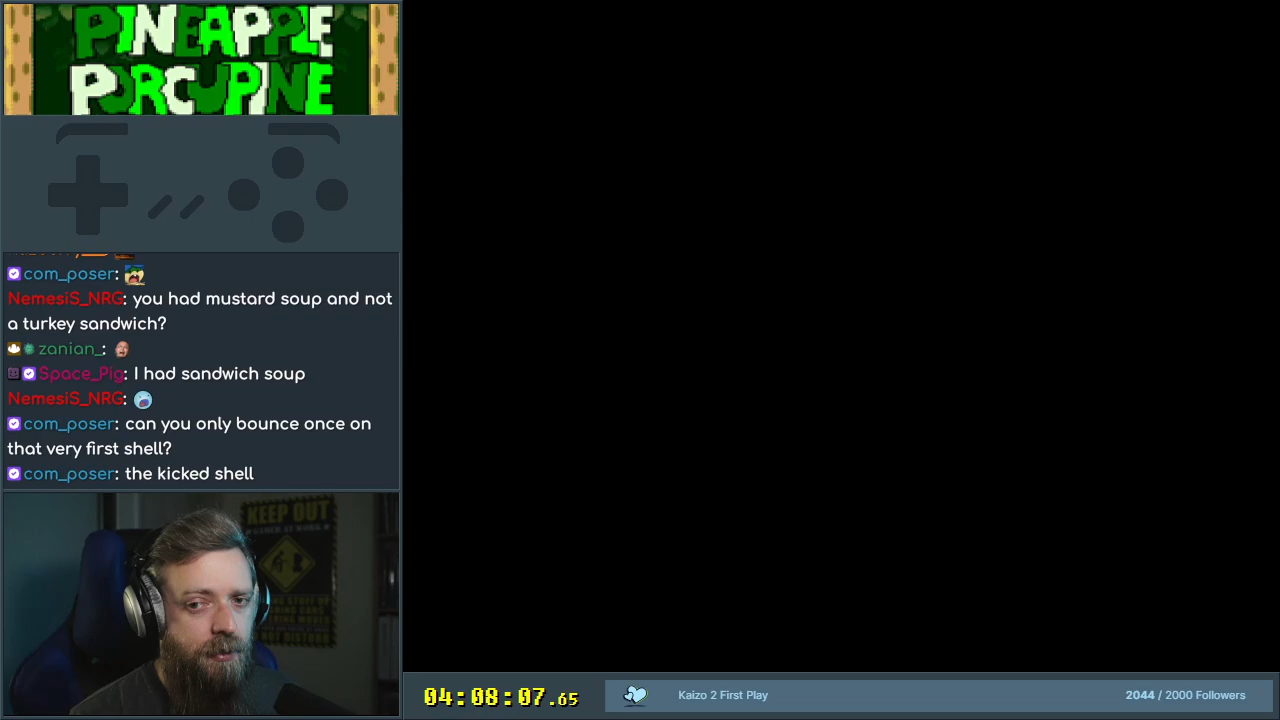 PINEAPPLE
PORCUPINE
com_poser:
NemesiS_NRG: you had mustard soup and not
a turkey sandwich?
zanian_:
Space_Pig: I had sandwich soup
NemesiS_NRG:
com_poser: can you only bounce once on
that very first shell?
com_poser: the kicked shell
KEEP OUT
04:08:07.65
Kaizo 2 First Play
2044 / 2000 Followers